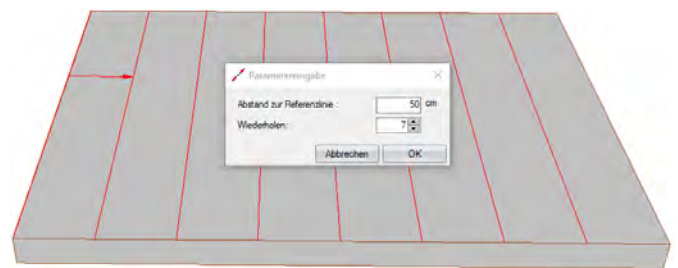 Parametereingabe
Abstand zur Referenzlinie : 50 cm
Wiederholen: 7
Abbrechen OK